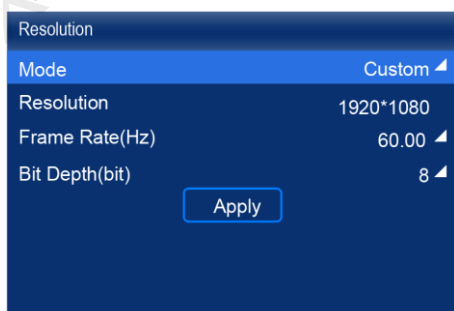 Resolution
Mode Custom
Resolution 1920*1080
Frame Rate(Hz) 60.00
Bit Depth(bit) 8
Apply